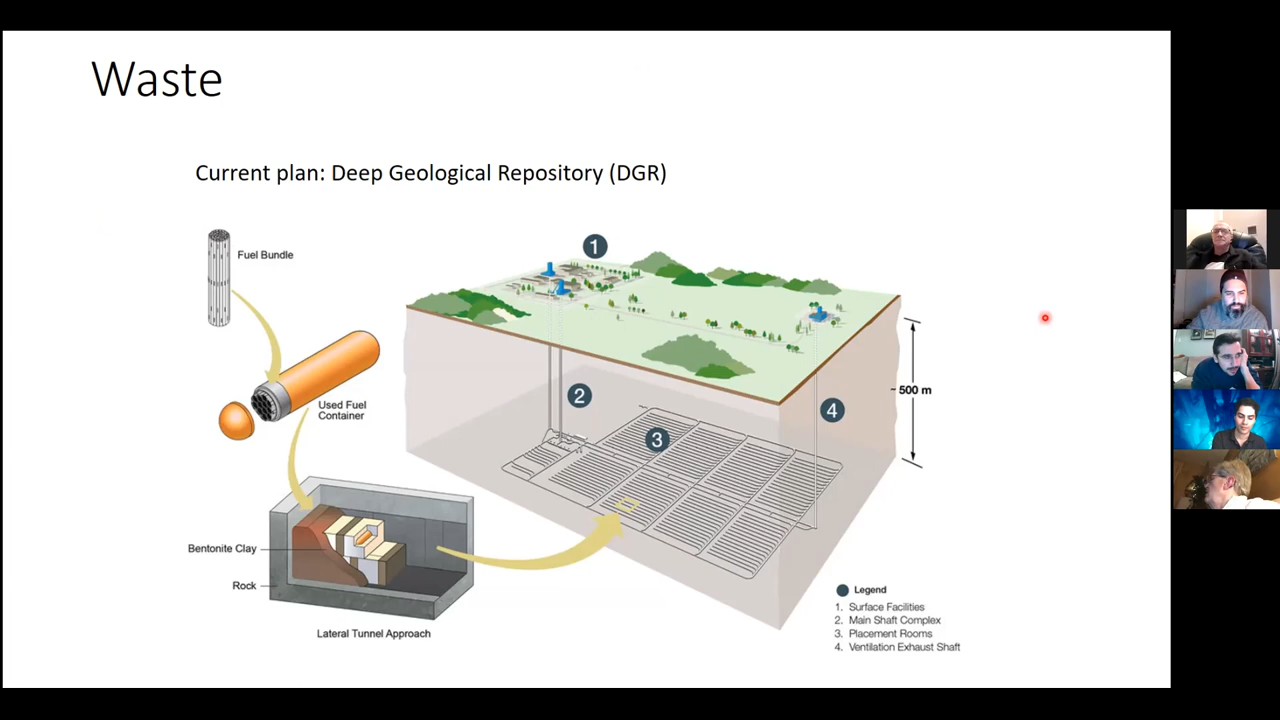 Waste
Current plan: Deep Geological Repository (DGR)
Fuel Bundle
Used Fuel
Container
Bentonite Clay
Rock
Lateral Tunnel Approach
1
2
3
4
~ 500 m
Legend
1. Surface Facilities
2. Main Shaft Complex
3. Placement Rooms
4. Ventilation Exhaust Shaft